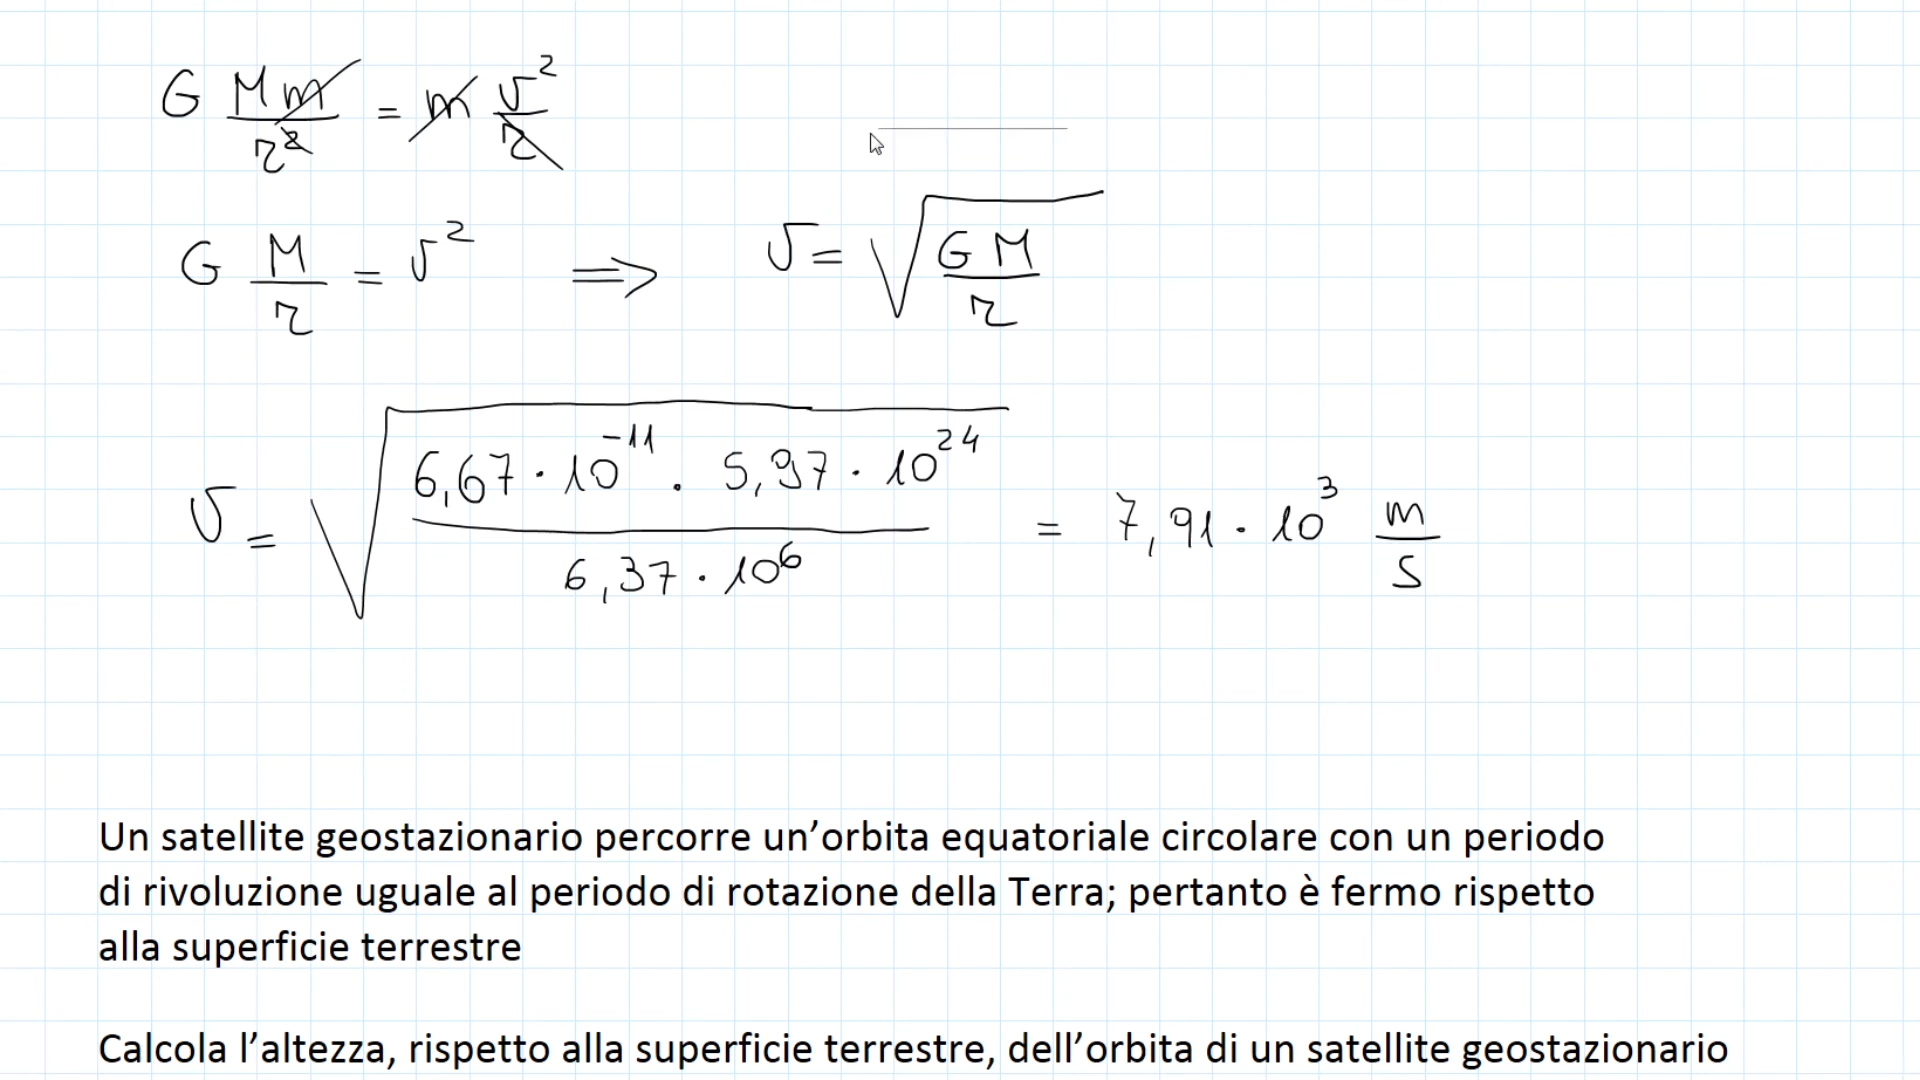 G Mm/r² = m v²/r
G M/r = v² ⟹ v = √(G M/r)
v = √(6,67 · 10⁻¹¹ · 5,97 · 10²⁴ / 6,37 · 10⁶) = 7,91 · 10³ m/s
Un satellite geostazionario percorre un’orbita equatoriale circolare con un periodo
di rivoluzione uguale al periodo di rotazione della Terra; pertanto è fermo rispetto
alla superficie terrestre
Calcola l’altezza, rispetto alla superficie terrestre, dell’orbita di un satellite geostazionario